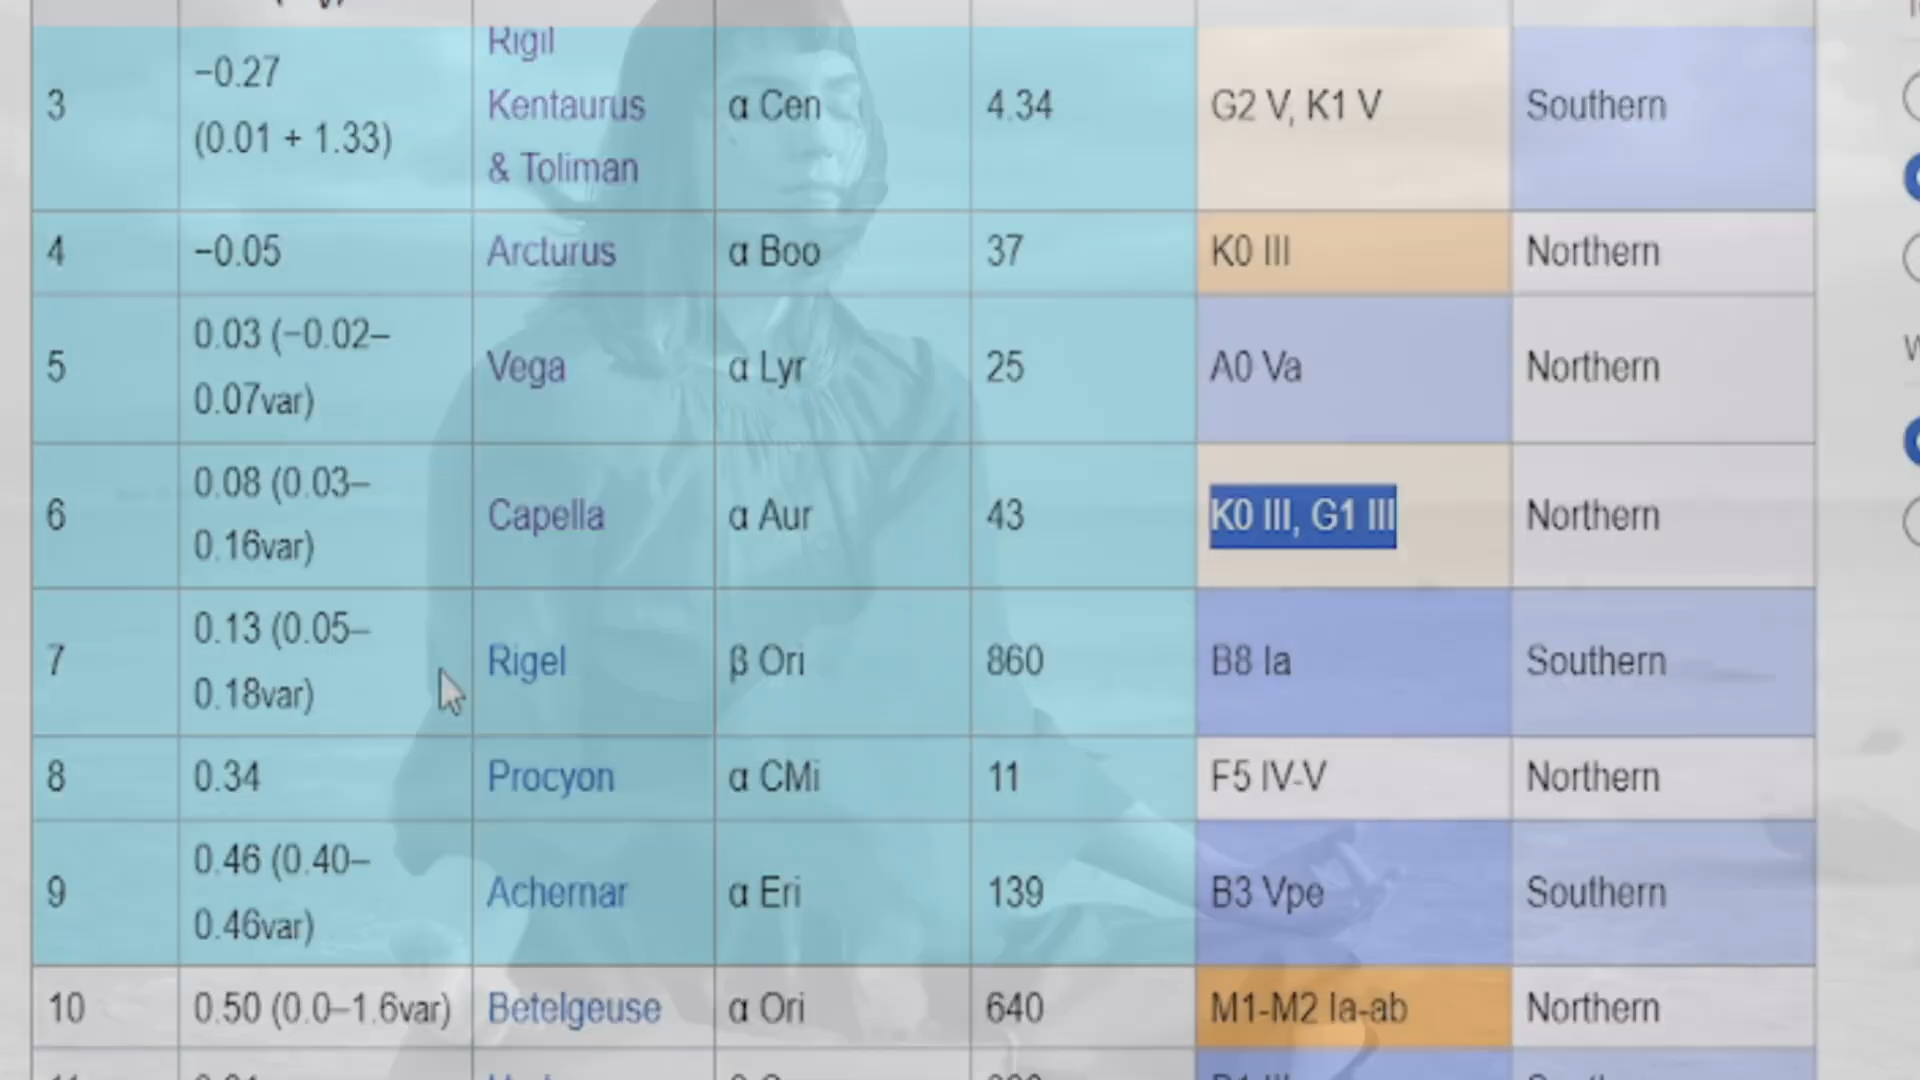 3
−0.27
(0.01 + 1.33)
Rigil
Kentaurus
& Toliman
α Cen
4.34
G2 V, K1 V
Southern
4
−0.05
Arcturus
α Boo
37
K0 III
Northern
5
0.03 (−0.02–
0.07var)
Vega
α Lyr
25
A0 Va
Northern
6
0.08 (0.03–
0.16var)
Capella
α Aur
43
K0 III, G1 III
Northern
7
0.13 (0.05–
0.18var)
Rigel
β Ori
860
B8 Ia
Southern
8
0.34
Procyon
α CMi
11
F5 IV-V
Northern
9
0.46 (0.40–
0.46var)
Achernar
α Eri
139
B3 Vpe
Southern
10
0.50 (0.0–1.6var)
Betelgeuse
α Ori
640
M1-M2 Ia-ab
Northern